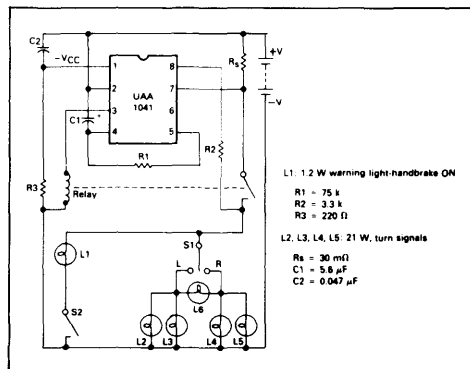 C2
−VCC
RS
+V
−V
1
2
3
4
UAA
1041
8
7
6
5
C1
+
R1
R2
R3
Relay
L1
S2
S1
L
R
L6
L2
L3
L4
L5
L1: 1.2 W warning light-handbrake ON
R1 = 75 k
R2 = 3.3 k
R3 = 220 Ω
L2, L3, L4, L5: 21 W, turn signals
Rs = 30 mΩ
C1 = 5.6 μF
C2 = 0.047 μF